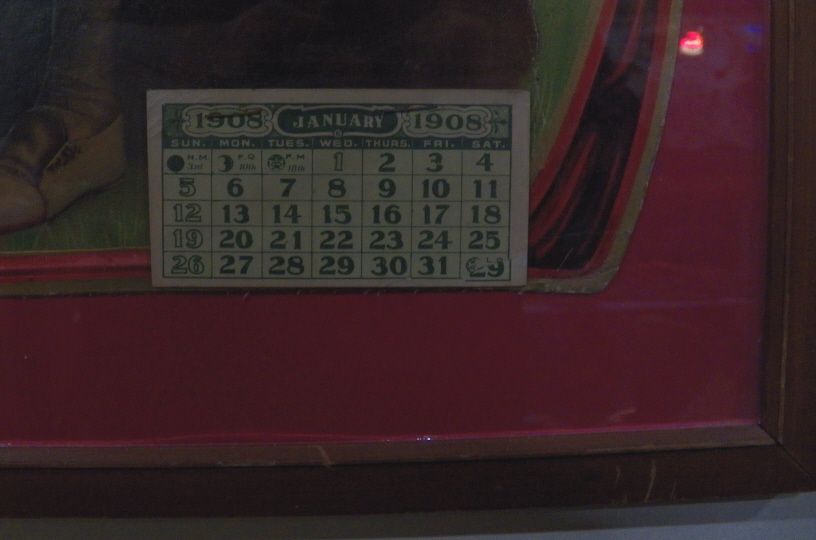 1908 JANUARY 1908
SUN. MON. TUES. WED. THURS. FRI. SAT.
N.M. 3rd F.Q. 10th F.M 1 2 3 4
5 6 7 8 9 10 11
12 13 14 15 16 17 18
19 20 21 22 23 24 25
26 27 28 29 30 31